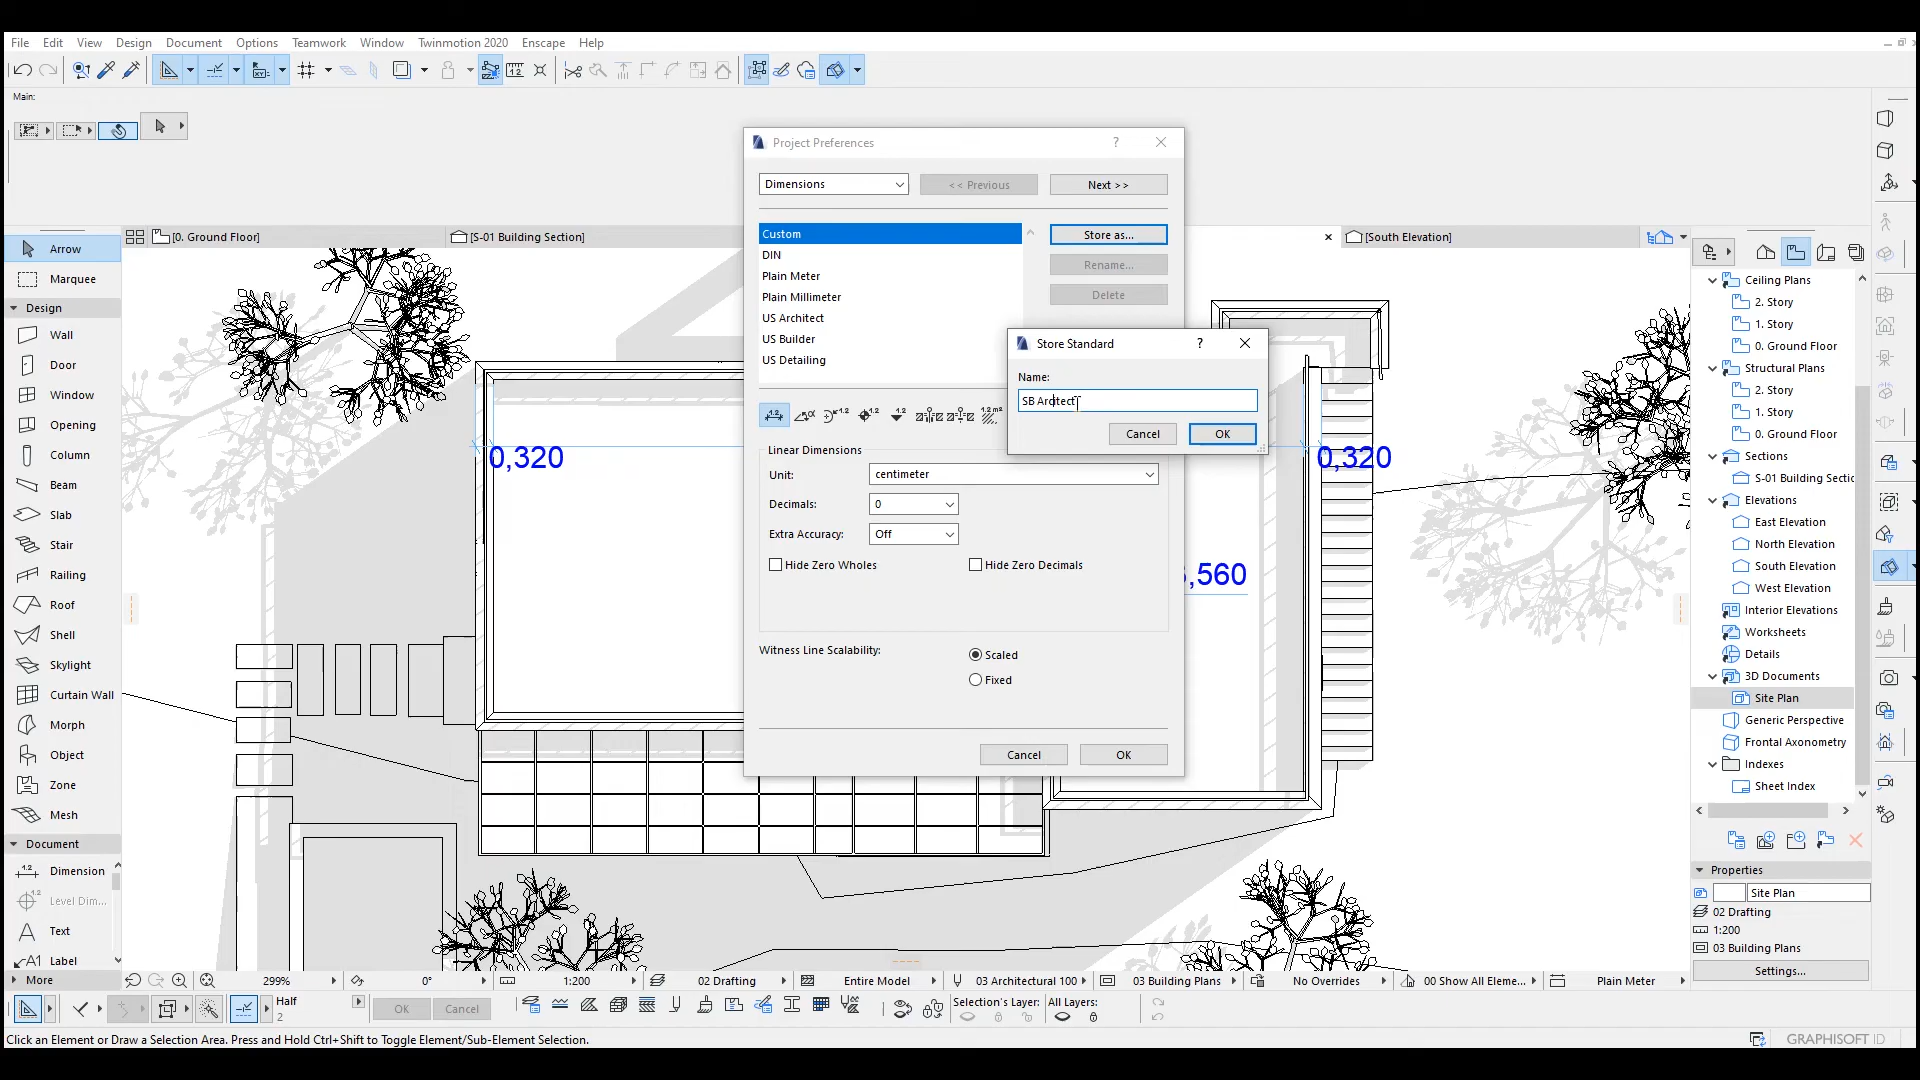 File Edit View Design Document Options Teamwork Window Twinmotion 2020 Enscape Help
Main:
[0. Ground Floor]
[S-01 Building Section]
[South Elevation]
Arrow
Marquee
Design
Wall
Door
Window
Opening
Column
Beam
Slab
Stair
Railing
Roof
Shell
Skylight
Curtain Wall
Morph
Object
Zone
Mesh
Document
Dimension
Level Dim...
Text
Label
More
0,320
0,320
,560
Project Preferences
Dimensions
<< Previous
Next >>
Custom
DIN
Plain Meter
Plain Millimeter
US Architect
US Builder
US Detailing
Store as...
Rename...
Delete
Linear Dimensions
Unit: centimeter
Decimals: 0
Extra Accuracy: Off
Hide Zero Wholes
Hide Zero Decimals
Witness Line Scalability:
Scaled
Fixed
Cancel
OK
Store Standard
Name:
SB Arcitect
Cancel
OK
Ceiling Plans
2. Story
1. Story
0. Ground Floor
Structural Plans
2. Story
1. Story
0. Ground Floor
Sections
S-01 Building Sectic
Elevations
East Elevation
North Elevation
South Elevation
West Elevation
Interior Elevations
Worksheets
Details
3D Documents
Site Plan
Generic Perspective
Frontal Axonometry
Indexes
Sheet Index
Properties
Site Plan
02 Drafting
1:200
03 Building Plans
Settings...
299% 0° 1:200 02 Drafting Entire Model 03 Architectural 100 03 Building Plans No Overrides 00 Show All Eleme... Plain Meter
Half
2
OK
Cancel
Selection's Layer:
All Layers:
Click an Element or Draw a Selection Area. Press and Hold Ctrl+Shift to Toggle Element/Sub-Element Selection.
GRAPHISOFT ID